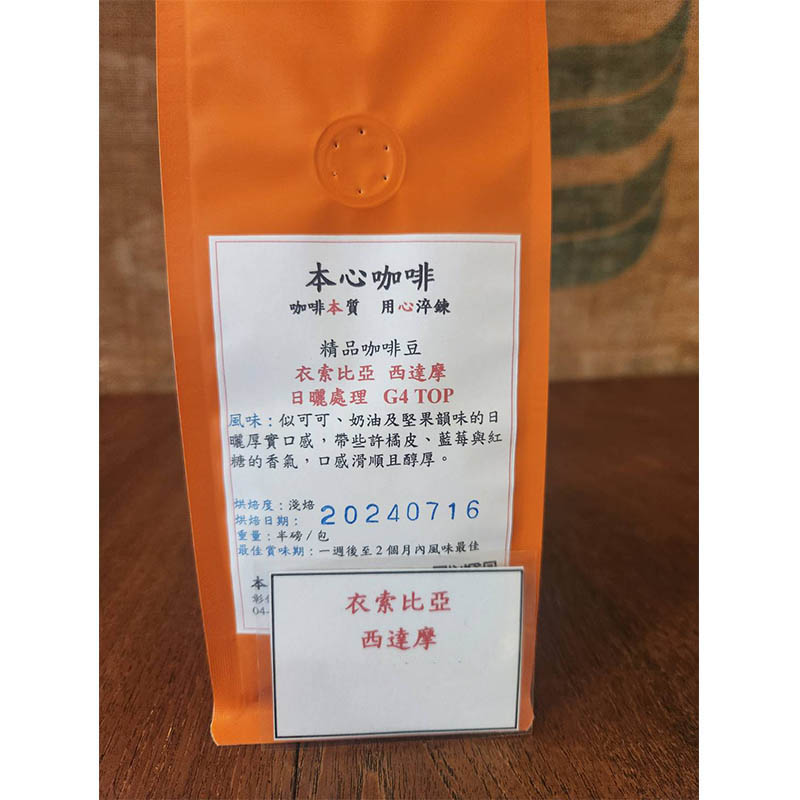 本心咖啡
咖啡本質 用心淬鍊
精品咖啡豆
衣索比亞 西達摩
日曬處理 G4 TOP
風味：似可可、奶油及堅果韻味的日
曬厚實口感，帶些許橘皮、藍莓與紅
糖的香氣，口感滑順且醇厚。
烘焙度：淺焙
烘焙日期： 20240716
重量：半磅/包
最佳賞味期：一週後至2個月內風味最佳
本
04-
衣索比亞
西達摩